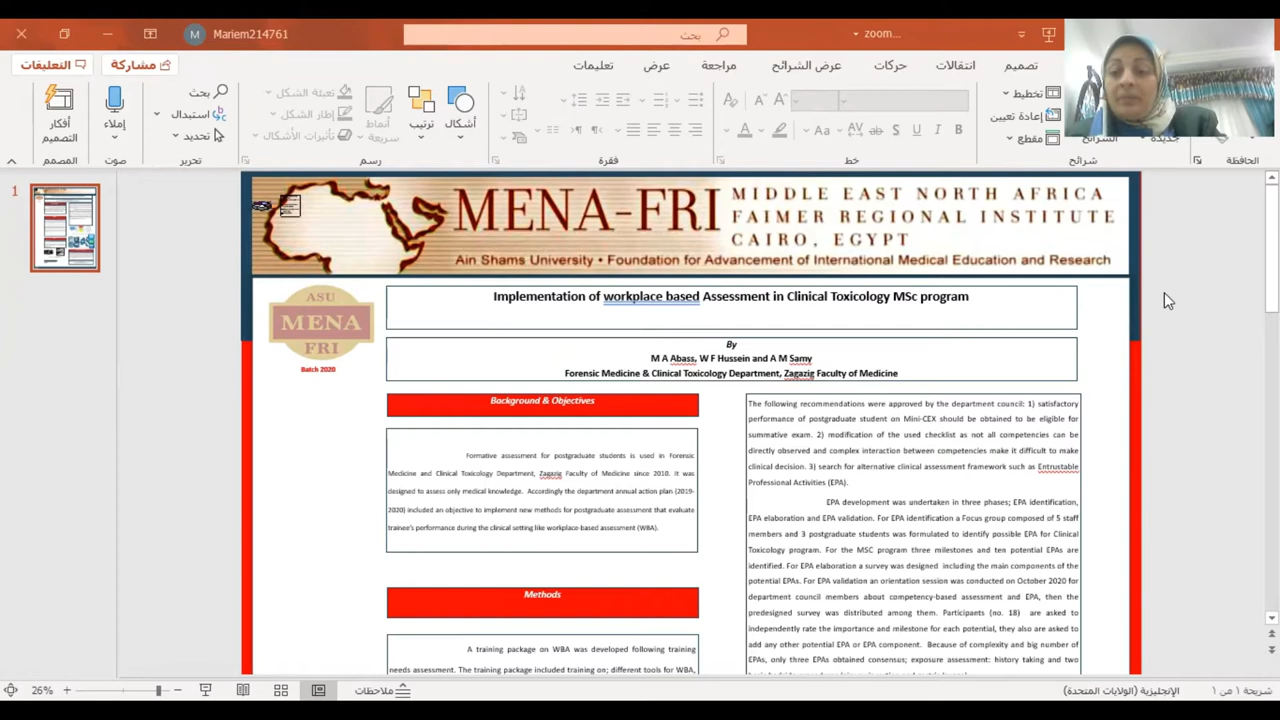 Mariem214761
بحث
zoom...
التعليقات
مشاركة
تعليمات
عرض
مراجعة
عرض الشرائح
حركات
انتقالات
تصميم
أفكار
التصميم
إملاء
بحث
استبدال
تحديد
أنماط
سريعة
تعبئة الشكل
تأثيرات الأشكال
ترتيب
أشكال
Aa
AV
ab
S
U
I
B
تخطيط
إعادة تعيين
مقطع
الشرائح
جديدة
المصمم
صوت
تحرير
رسم
فقرة
خط
شرائح
الحافظة
1
MENA-FRI
MIDDLE EAST NORTH AFRICA
FAIMER REGIONAL INSTITUTE
CAIRO, EGYPT
Ain Shams University • Foundation for Advancement of International Medical Education and Research
ASU
MENA
FRI
Batch 2020
Implementation of workplace based Assessment in Clinical Toxicology MSc program
By
M A Abass, W F Hussein and A M Samy
Forensic Medicine & Clinical Toxicology Department, Zagazig Faculty of Medicine
Background & Objectives
Formative assessment for postgraduate students is used in Forensic
Medicine and Clinical Toxicology Department, Zagazig Faculty of Medicine since 2010. It was
designed to assess only medical knowledge. Accordingly the department annual action plan (2019-
2020) included an objective to implement new methods for postgraduate assessment that evaluate
trainee's performance during the clinical setting like workplace-based assessment (WBA).
Methods
A training package on WBA was developed following training
needs assessment. The training package included training on; different tools for WBA,
The following recommendations were approved by the department council: 1) satisfactory
performance of postgraduate student on Mini-CEX should be obtained to be eligible for
summative exam. 2) modification of the used checklist as not all competencies can be
directly observed and complex interaction between competencies make it difficult to make
clinical decision. 3) search for alternative clinical assessment framework such as Entrustable
Professional Activities (EPA).
EPA development was undertaken in three phases; EPA identification,
EPA elaboration and EPA validation. For EPA identification a Focus group composed of 5 staff
members and 3 postgraduate students was formulated to identify possible EPA for Clinical
Toxicology program. For the MSC program three milestones and ten potential EPAs are
identified. For EPA elaboration a survey was designed including the main components of the
potential EPAs. For EPA validation an orientation session was conducted on October 2020 for
department council members about competency-based assessment and EPA, then the
predesigned survey was distributed among them. Participants (no. 18) are asked to
independently rate the importance and milestone for each potential, they also are asked to
add any other potential EPA or EPA component. Because of complexity and big number of
EPAs, only three EPAs obtained consensus; exposure assessment: history taking and two
26%
ملاحظات
الإنجليزية (الولايات المتحدة)
شريحة 1 من 1